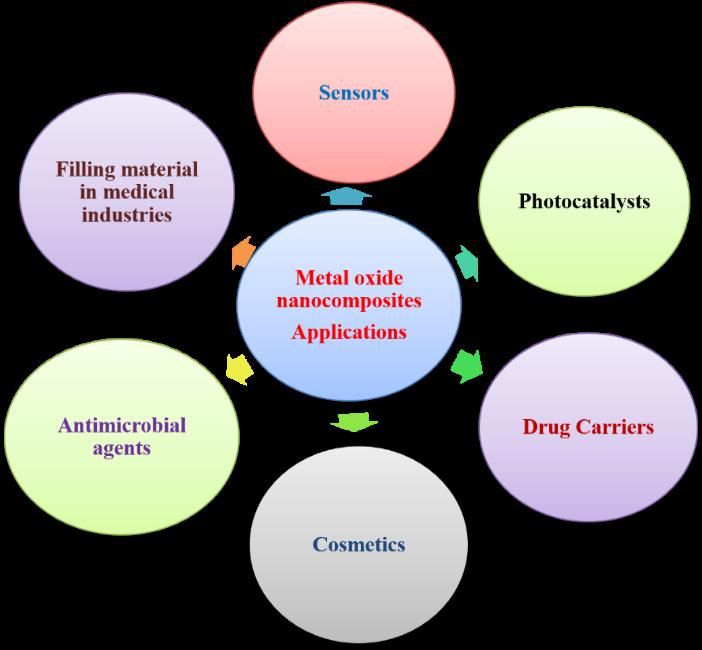 Sensors
Filling material
in medical
industries
Photocatalysts
Metal oxide
nanocomposites
Applications
Antimicrobial
agents
Drug Carriers
Cosmetics